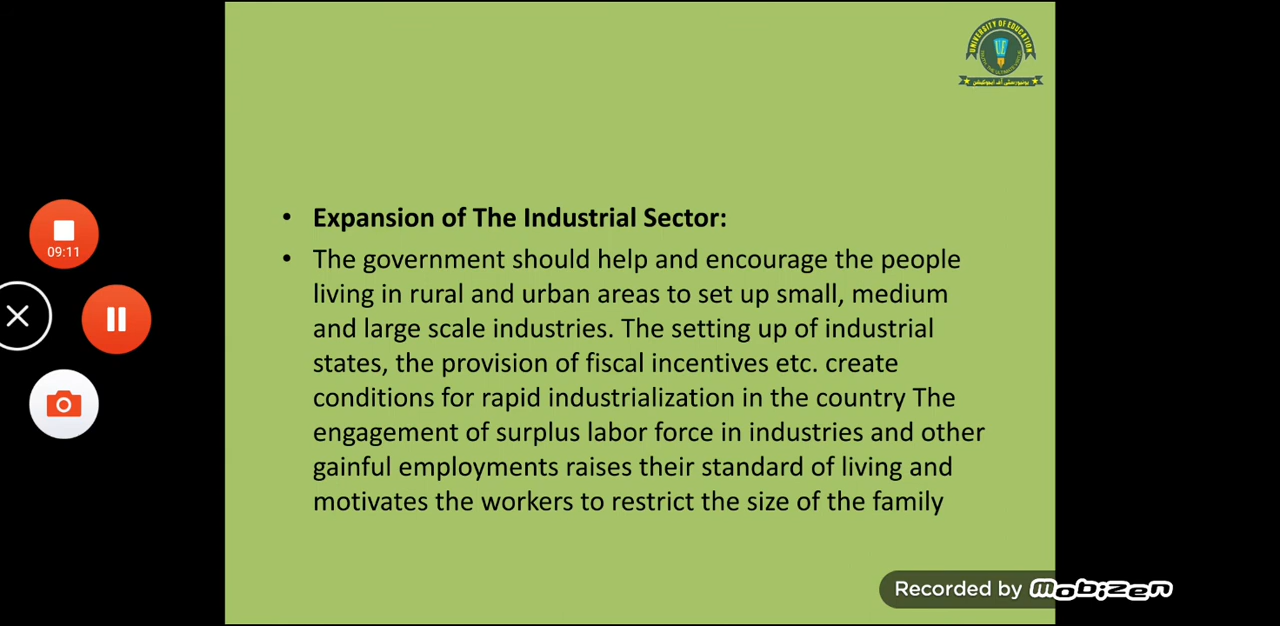 UNIVERSITY OF EDUCATION
یونیورسٹی آف ایجوکیشن
• Expansion of The Industrial Sector:
• The government should help and encourage the people
living in rural and urban areas to set up small, medium
and large scale industries. The setting up of industrial
states, the provision of fiscal incentives etc. create
conditions for rapid industrialization in the country The
engagement of surplus labor force in industries and other
gainful employments raises their standard of living and
motivates the workers to restrict the size of the family
09:11
Recorded by mobizen